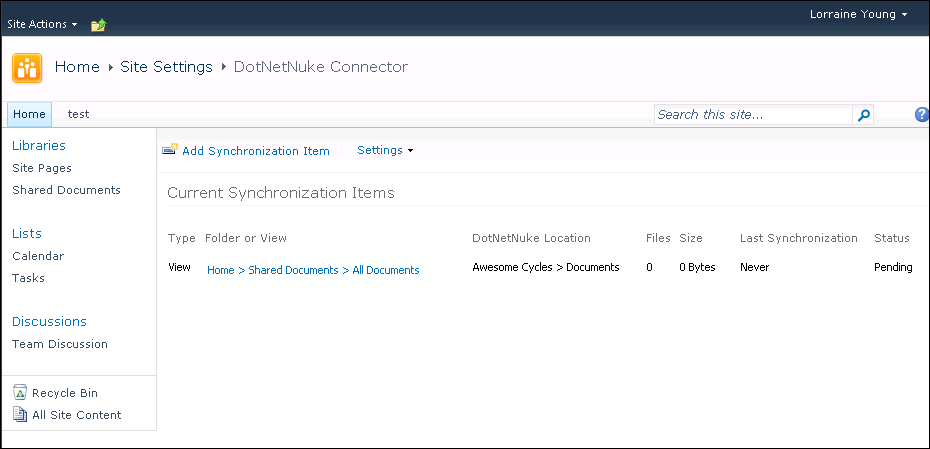 Lorraine Young
Site Actions
Home Site Settings DotNetNuke Connector
Home test Search this site...
Libraries
Site Pages
Shared Documents
Lists
Calendar
Tasks
Discussions
Team Discussion
Recycle Bin
All Site Content
Add Synchronization Item Settings
Current Synchronization Items
Type Folder or View DotNetNuke Location Files Size Last Synchronization Status
View Home > Shared Documents > All Documents Awesome Cycles > Documents 0 0 Bytes Never Pending